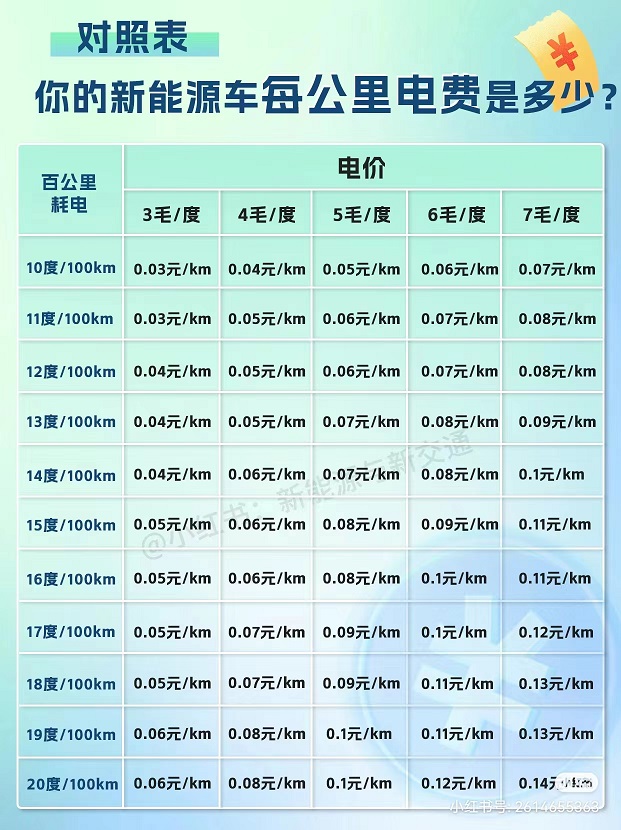 对照表
你的新能源车每公里电费是多少?
百公里
耗电
电价
3毛/度 4毛/度 5毛/度 6毛/度 7毛/度
10度/100km 0.03元/km 0.04元/km 0.05元/km 0.06元/km 0.07元/km
11度/100km 0.03元/km 0.05元/km 0.06元/km 0.07元/km 0.08元/km
12度/100km 0.04元/km 0.05元/km 0.06元/km 0.07元/km 0.08元/km
13度/100km 0.04元/km 0.05元/km 0.07元/km 0.08元/km 0.09元/km
14度/100km 0.04元/km 0.06元/km 0.07元/km 0.08元/km 0.1元/km
15度/100km 0.05元/km 0.06元/km 0.08元/km 0.09元/km 0.11元/km
16度/100km 0.05元/km 0.06元/km 0.08元/km 0.1元/km 0.11元/km
17度/100km 0.05元/km 0.07元/km 0.09元/km 0.1元/km 0.12元/km
18度/100km 0.05元/km 0.07元/km 0.09元/km 0.11元/km 0.13元/km
19度/100km 0.06元/km 0.08元/km 0.1元/km 0.11元/km 0.13元/km
20度/100km 0.06元/km 0.08元/km 0.1元/km 0.12元/km 0.14元
@小红书：新能源与新交通
小红书
小红书号: 2614655363